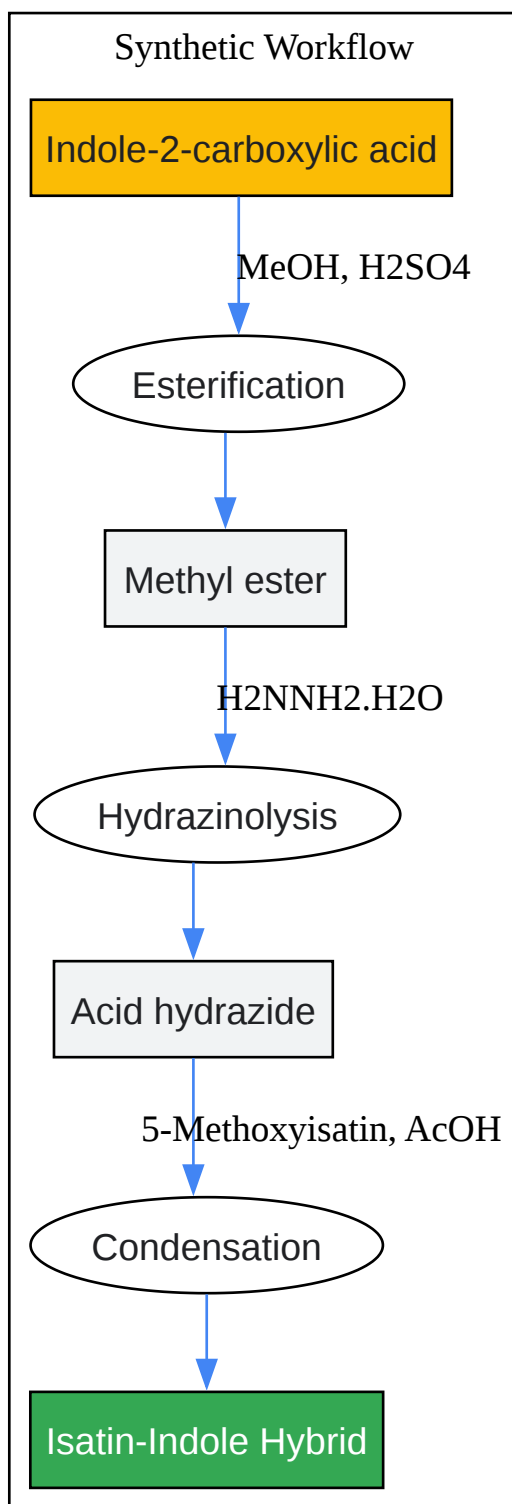 Synthetic Workflow
Indole-2-carboxylic acid
MeOH, H2SO4
Esterification
Methyl ester
H2NNH2.H2O
Hydrazinolysis
Acid hydrazide
5-Methoxyisatin, AcOH
Condensation
Isatin-Indole Hybrid